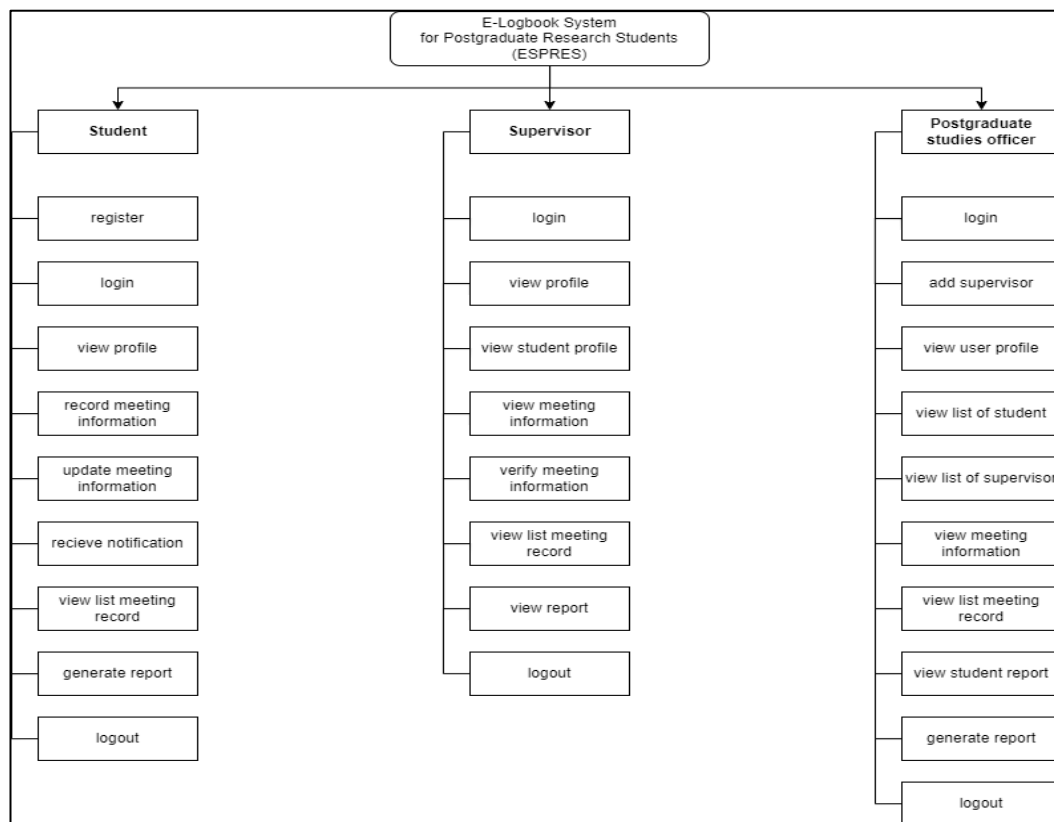 E-Logbook System
for Postgraduate Research Students
(ESPRES)
Student
register
login
view profile
record meeting
information
update meeting
information
recieve notification
view list meeting
record
generate report
logout
Supervisor
login
view profile
view student profile
view meeting
information
verify meeting
information
view list meeting
record
view report
logout
Postgraduate
studies officer
login
add supervisor
view user profile
view list of student
view list of supervisor
view meeting
information
view list meeting
record
view student report
generate report
logout